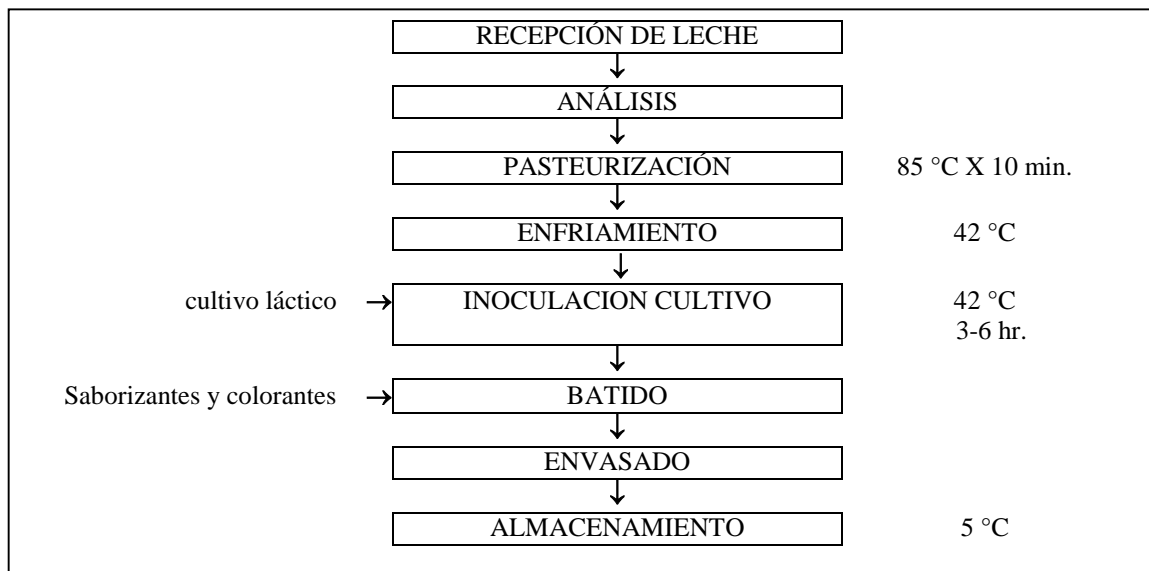 RECEPCIÓN DE LECHE
ANÁLISIS
PASTEURIZACIÓN 85 °C X 10 min.
ENFRIAMIENTO 42 °C
cultivo láctico INOCULACION CULTIVO 42 °C
3-6 hr.
Saborizantes y colorantes BATIDO
ENVASADO
ALMACENAMIENTO 5 °C